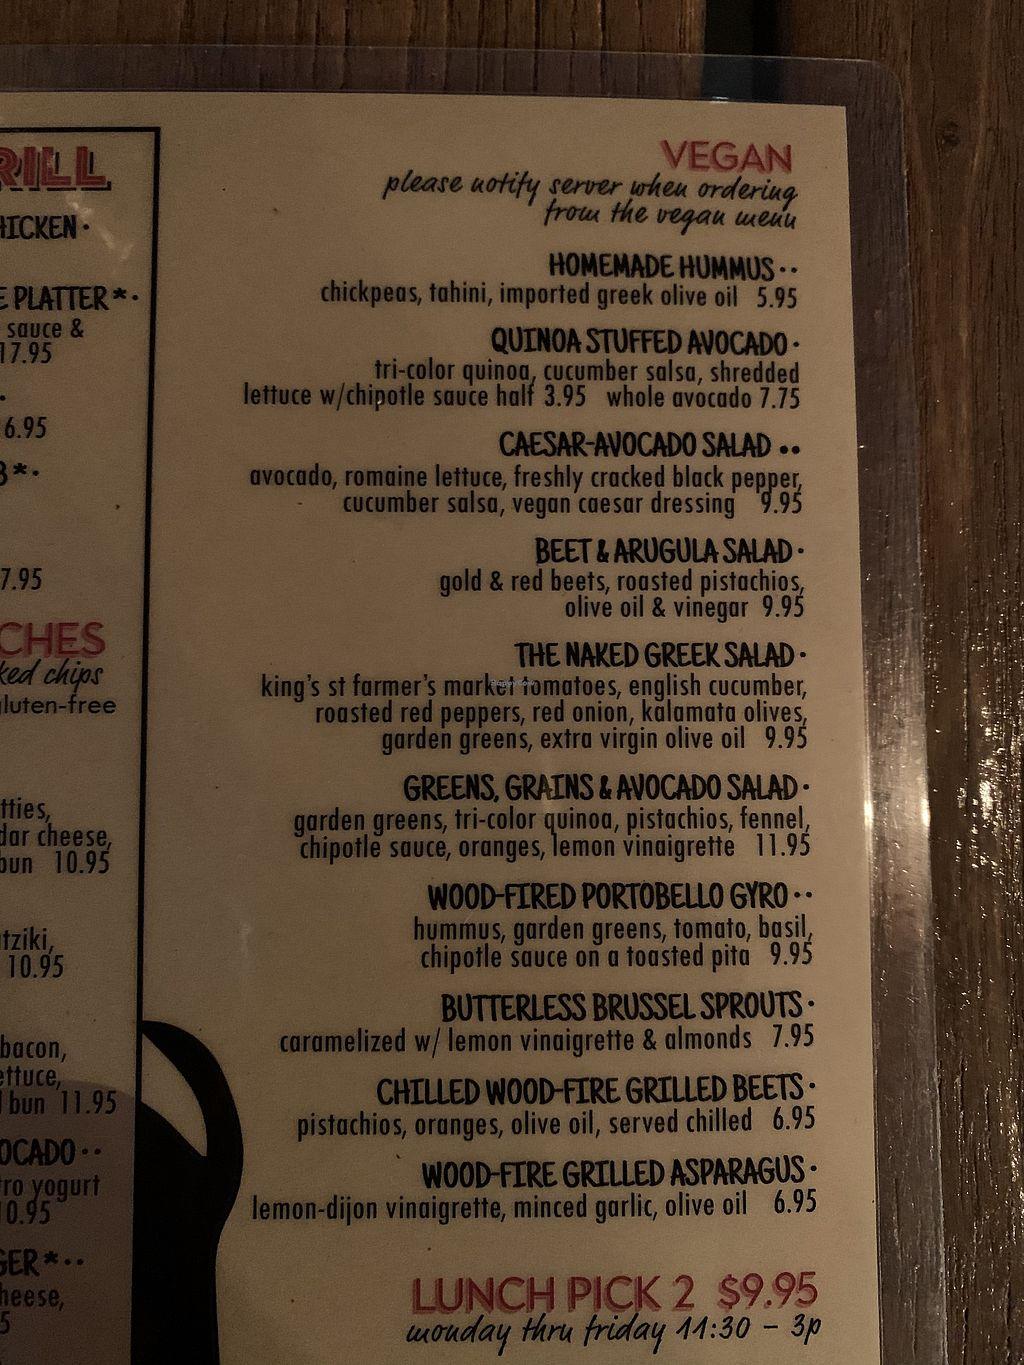 RILL
HICKEN·
E PLATTER*·
sauce &
17.95
6.95
7.95
CHES
ked chips
gluten-free
tties,
dar cheese,
bun 10.95
tziki,
10.95
bacon,
ettuce,
bun 11.95
OCADO··
tro yogurt
10.95
GER*··
heese,
5
VEGAN
please notify server when ordering
from the vegan menu
HOMEMADE HUMMUS··
chickpeas, tahini, imported greek olive oil 5.95
QUINOA STUFFED AVOCADO·
tri-color quinoa, cucumber salsa, shredded
lettuce w/chipotle sauce half 3.95 whole avocado 7.75
CAESAR-AVOCADO SALAD ••
avocado, romaine lettuce, freshly cracked black pepper,
cucumber salsa, vegan caesar dressing 9.95
BEET & ARUGULA SALAD·
gold & red beets, roasted pistachios,
olive oil & vinegar 9.95
THE NAKED GREEK SALAD·
king's st farmer's market tomatoes, english cucumber,
roasted red peppers, red onion, kalamata olives,
garden greens, extra virgin olive oil 9.95
GREENS, GRAINS & AVOCADO SALAD·
garden greens, tri-color quinoa, pistachios, fennel,
chipotle sauce, oranges, lemon vinaigrette 11.95
WOOD-FIRED PORTOBELLO GYRO··
hummus, garden greens, tomato, basil,
chipotle sauce on a toasted pita 9.95
BUTTERLESS BRUSSEL SPROUTS·
caramelized w/ lemon vinaigrette & almonds 7.95
CHILLED WOOD-FIRE GRILLED BEETS·
pistachios, oranges, olive oil, served chilled 6.95
WOOD-FIRE GRILLED ASPARAGUS·
lemon-dijon vinaigrette, minced garlic, olive oil 6.95
LUNCH PICK 2 $9.95
monday thru friday 11:30 - 3p